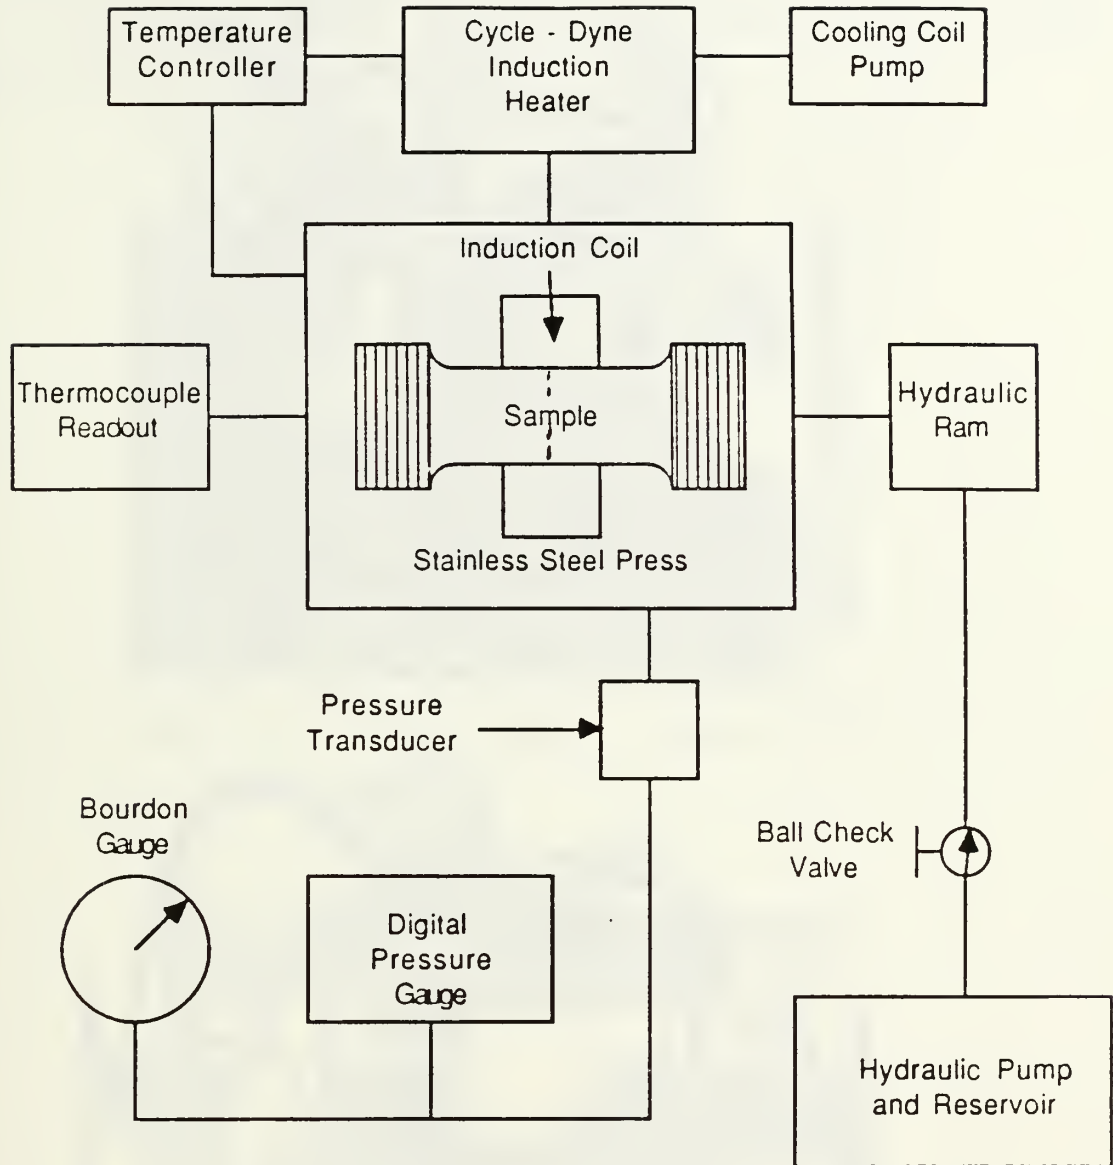 Temperature
Controller
Cycle - Dyne
Induction
Heater
Cooling Coil
Pump
Induction Coil
Thermocouple
Readout
Sample
Hydraulic
Ram
Stainless Steel Press
Pressure
Transducer
Bourdon
Gauge
Ball Check
Valve
Digital
Pressure
Gauge
Hydraulic Pump
and Reservoir